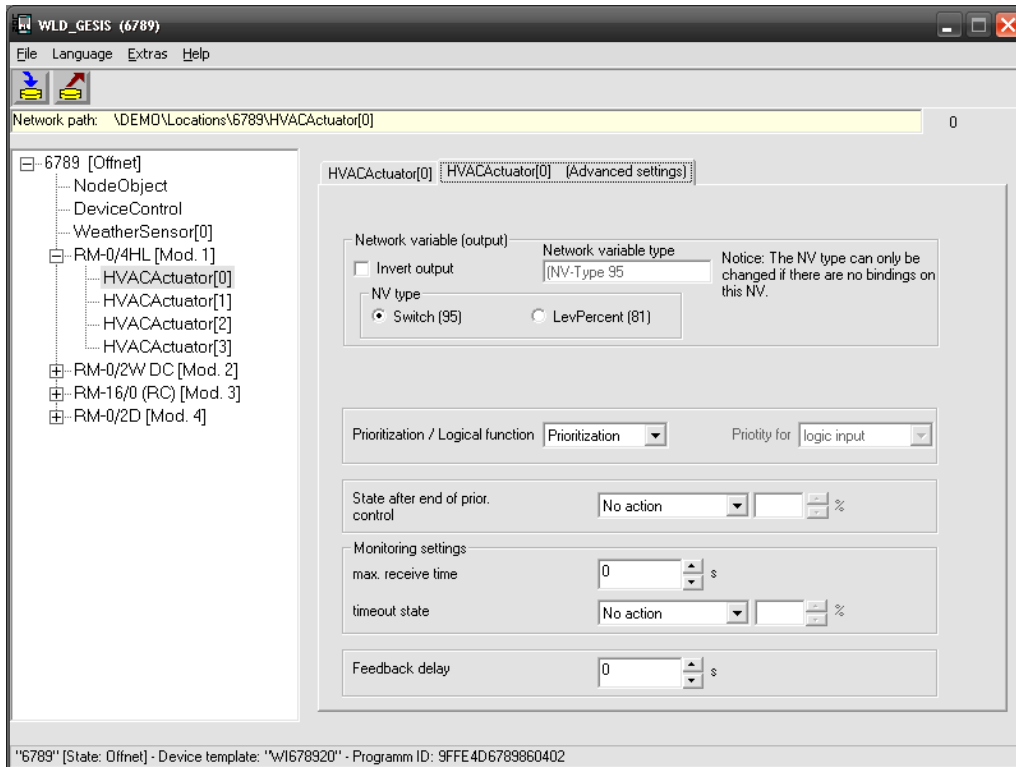 WLD_GESIS (6789)
File Language Extras Help
Network path: \DEMO\Locations\6789\HVACActuator[0]
0
6789 [Offnet]
NodeObject
DeviceControl
WeatherSensor[0]
RM-0/4HL [Mod. 1]
HVACActuator[0]
HVACActuator[1]
HVACActuator[2]
HVACActuator[3]
RM-0/2W DC [Mod. 2]
RM-16/0 (RC) [Mod. 3]
RM-0/2D [Mod. 4]
HVACActuator[0] HVACActuator[0] (Advanced settings)
Network variable (output)
Invert output
Network variable type
(NV-Type 95
Notice: The NV type can only be
changed if there are no bindings on
this NV.
NV type
Switch (95) LevPercent (81)
Prioritization / Logical function Prioritization Priotity for logic input
State after end of prior.
control
No action %
Monitoring settings
max. receive time 0 s
timeout state No action %
Feedback delay 0 s
"6789" [State: Offnet] - Device template: "WI678920" - Programm ID: 9FFE4D6789860402